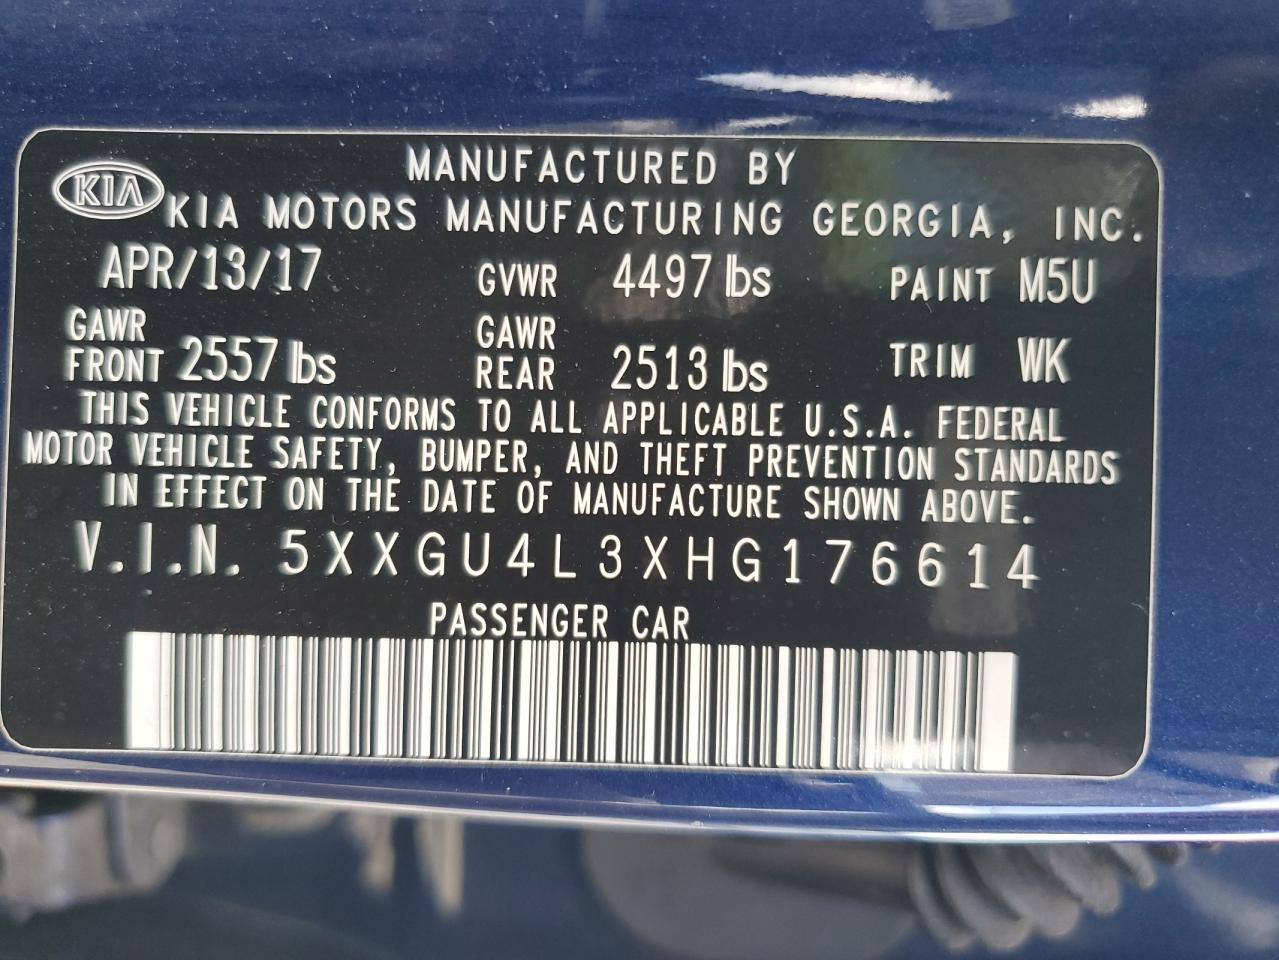 KIA
MANUFACTURED BY
KIA MOTORS MANUFACTURING GEORGIA, INC.
APR/13/17 GVWR 4497 lbs PAINT M5U
GAWR FRONT 2557 lbs GAWR REAR 2513 lbs TRIM WK
THIS VEHICLE CONFORMS TO ALL APPLICABLE U.S.A. FEDERAL
MOTOR VEHICLE SAFETY, BUMPER, AND THEFT PREVENTION STANDARDS
IN EFFECT ON THE DATE OF MANUFACTURE SHOWN ABOVE.
V.I.N. 5XXGU4L3XHG176614
PASSENGER CAR